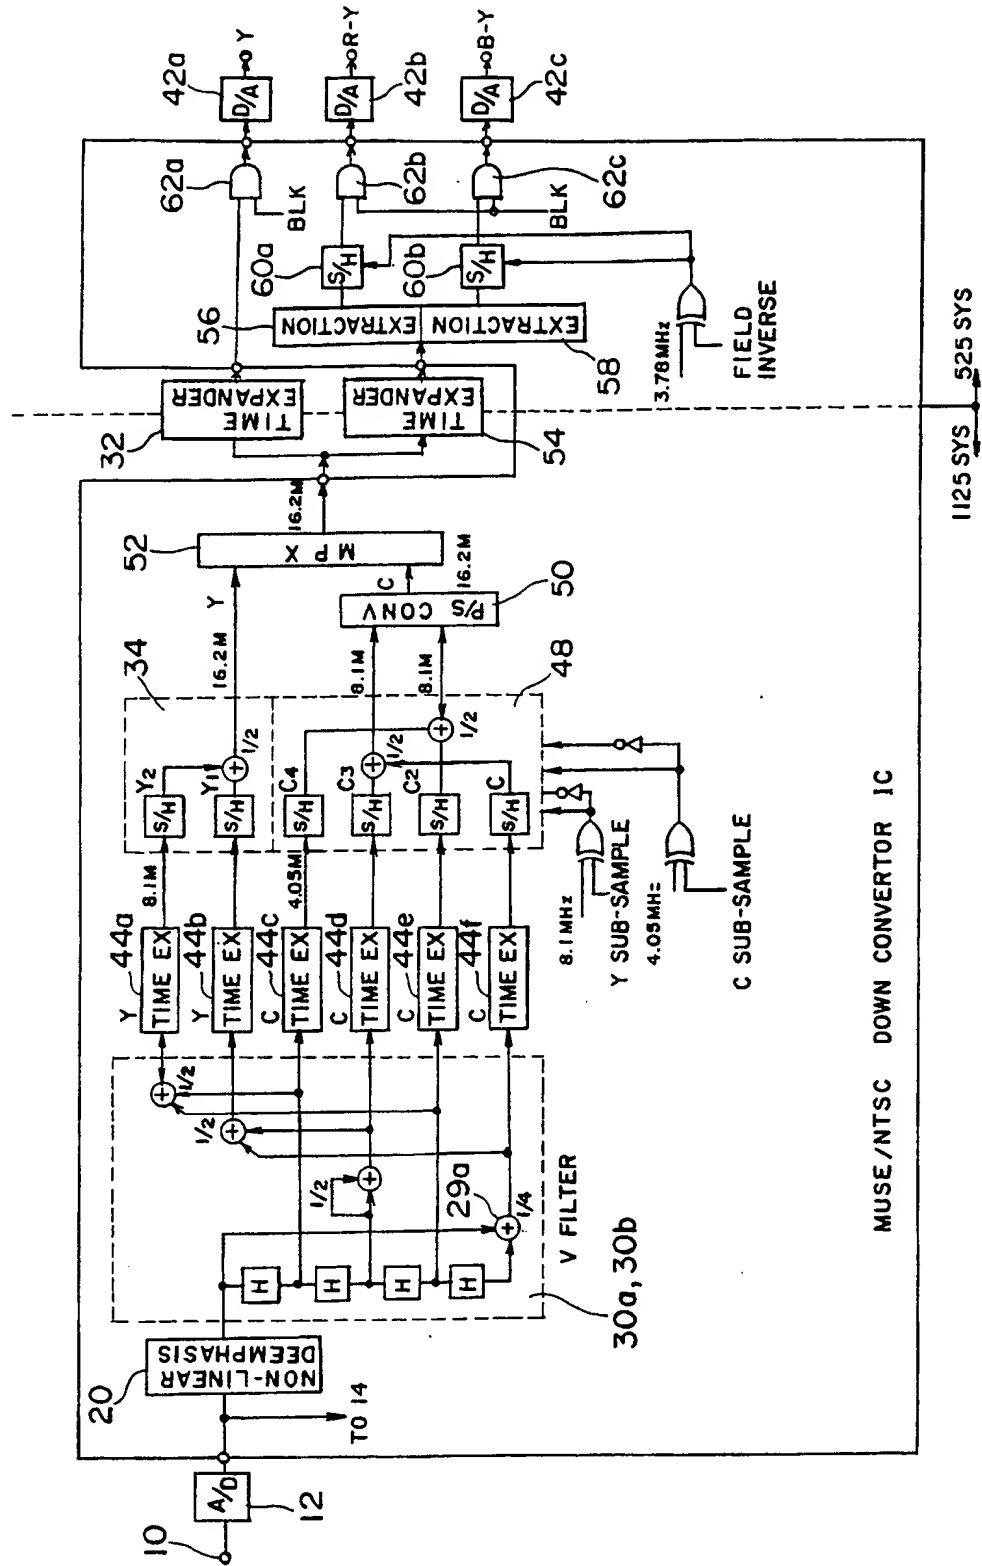 10
A/D
12
TO 14
20
NON-LINEAR
DEEMPHASIS
H
H
H
H
1/2
1/2
1/2
29a
1/4
V FILTER
30a, 30b
Y
44a
TIME EX
Y
44b
TIME EX
C
44c
TIME EX
C
44d
TIME EX
C
44e
TIME EX
C
44f
TIME EX
8.1M
4.05M
S/H
Y2
S/H
Y1
1/2
34
S/H
C4
S/H
C3
1/2
S/H
C2
1/2
S/H
C
48
8.1MHz
Y SUB-SAMPLE
4.05MHz
C SUB-SAMPLE
16.2M
Y
8.1M
8.1M
P/S CONV
50
C
16.2M
52
MPX
16.2M
32
TIME
EXPANDER
TIME
EXPANDER
54
56
EXTRACTION
EXTRACTION
58
3.78MHz
FIELD
INVERSE
60a
S/H
60b
S/H
BLK
BLK
62a
62b
62c
42a
D/A
Y
42b
D/A
R-Y
42c
D/A
B-Y
MUSE/NTSC DOWN CONVERTOR IC
1125 SYS
525 SYS